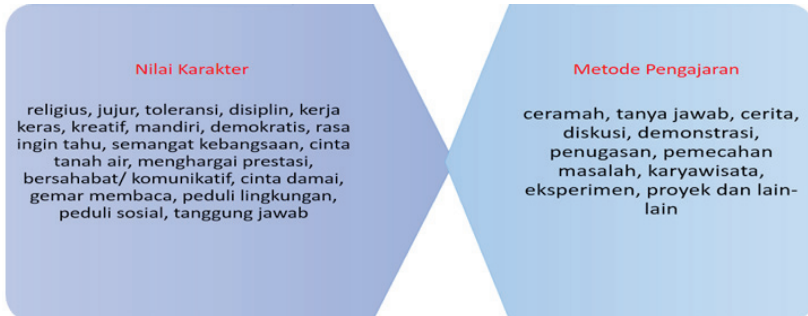 Nilai Karakter
religius, jujur, toleransi, disiplin, kerja
keras, kreatif, mandiri, demokratis, rasa
ingin tahu, semangat kebangsaan, cinta
tanah air, menghargai prestasi,
bersahabat/ komunikatif, cinta damai,
gemar membaca, peduli lingkungan,
peduli sosial, tanggung jawab
Metode Pengajaran
ceramah, tanya jawab, cerita,
diskusi, demonstrasi,
penugasan, pemecahan
masalah, karyawisata,
eksperimen, proyek dan lain-
lain